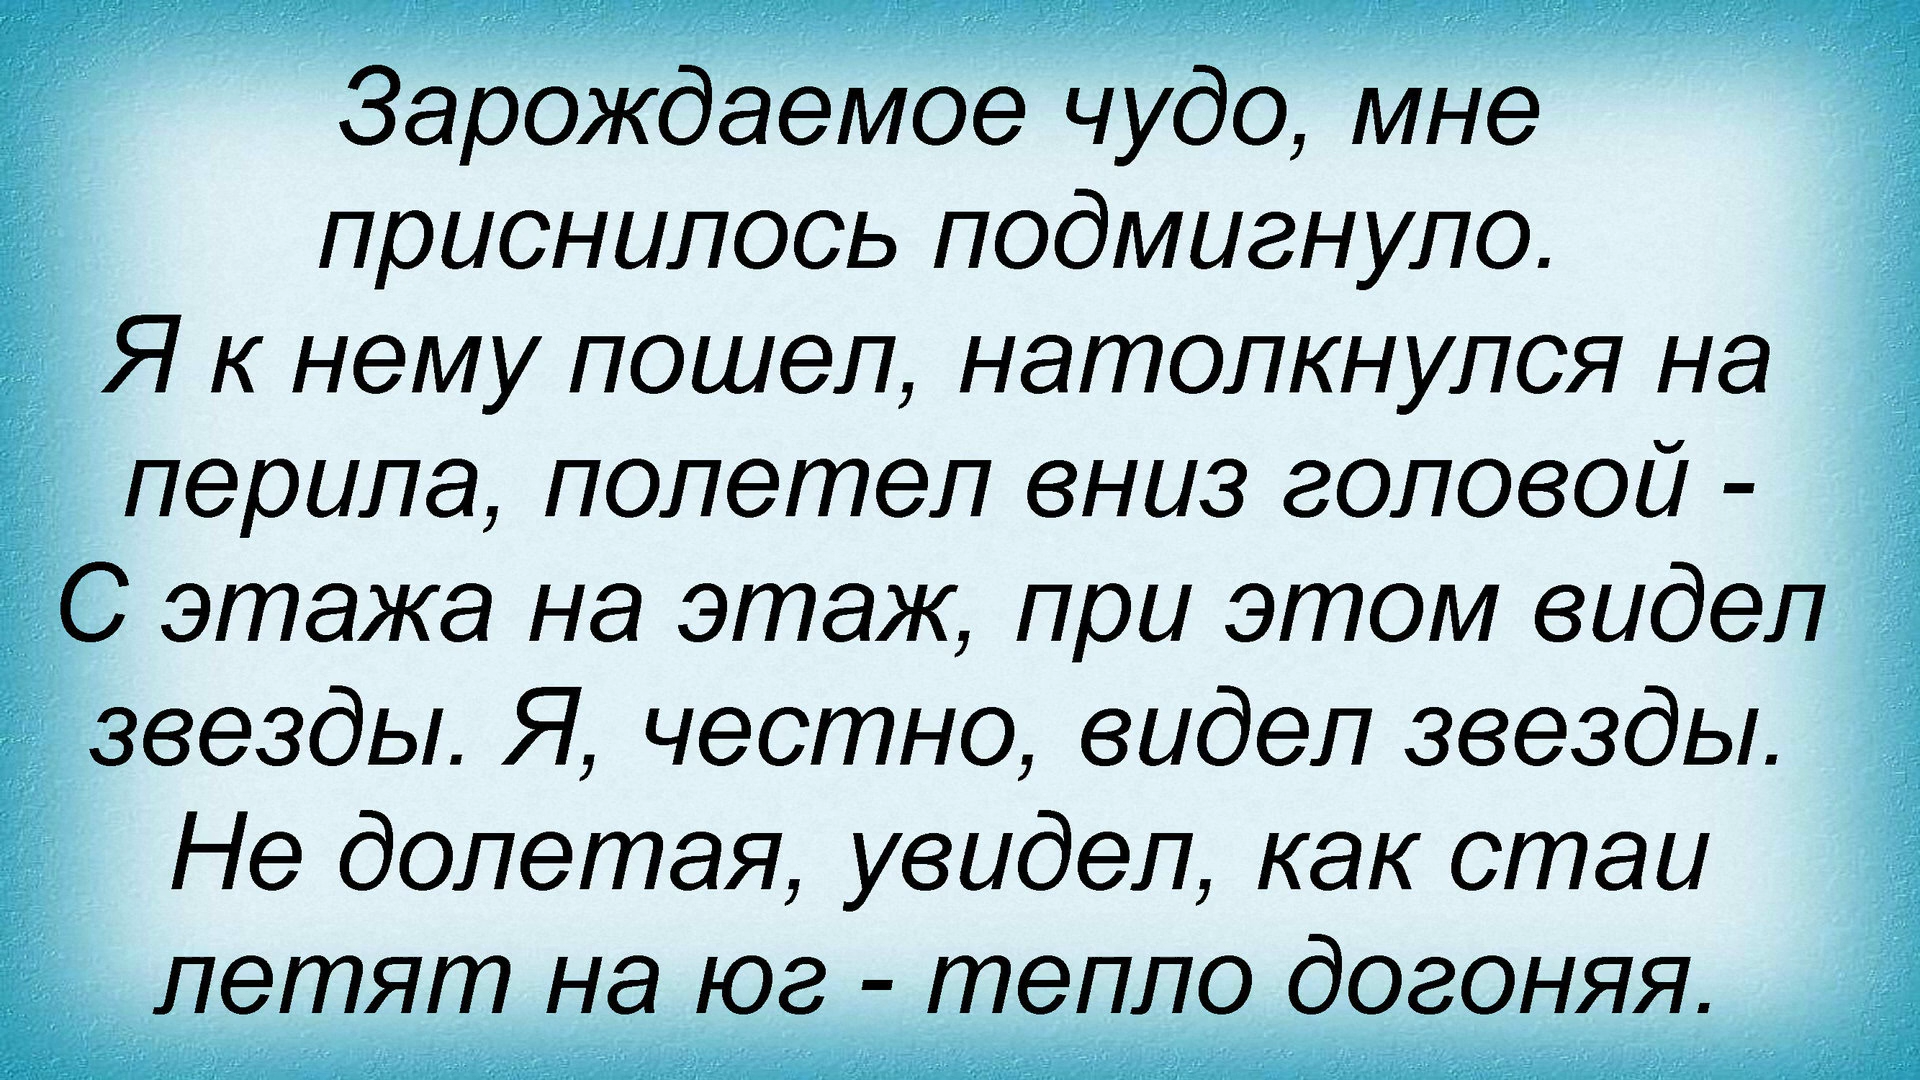 Зарождаемое чудо, мне
приснилось подмигнуло.
Я к нему пошел, натолкнулся на
перила, полетел вниз головой -
С этажа на этаж, при этом видел
звезды. Я, честно, видел звезды.
Не долетая, увидел, как стаи
летят на юг - тепло догоняя.